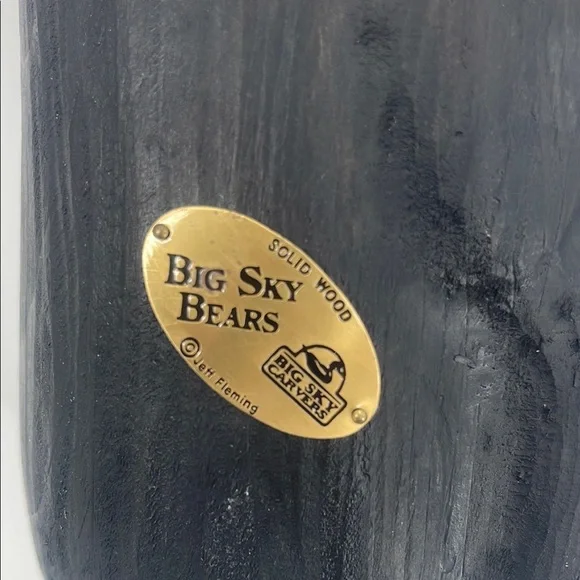 SOLID WOOD
BIG SKY
BEARS
© Jeff Fleming
BIG SKY
CARVERS